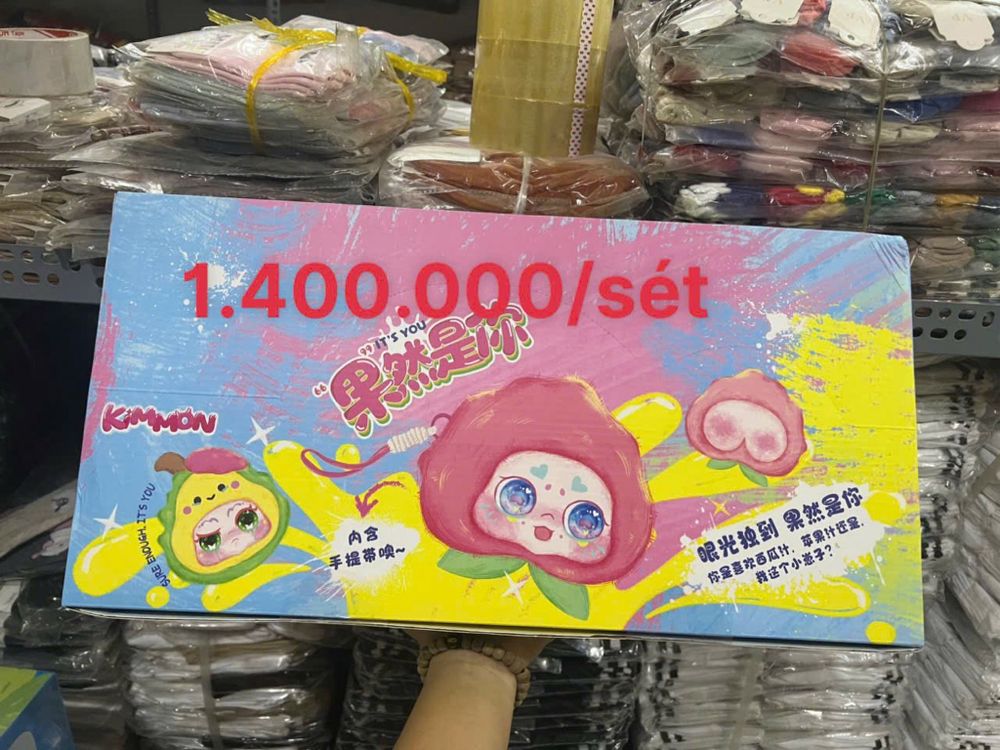 1.400.000/sét
"IT'S YOU
"果然是你
KIMMON
SURE ENOUGH, IT'S YOU
内含
手提带噢~
眼光独到 果然是你
你是喜欢西瓜汁, 苹果汁还是,
我这个小崽子?